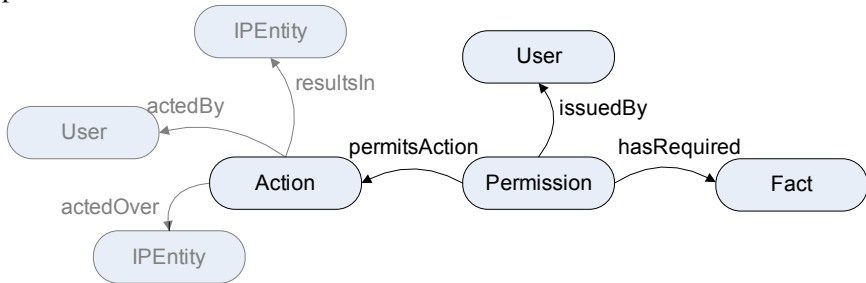 IPEntity
User
resultsIn
actedBy
issuedBy
User
permitsAction
hasRequired
Action
Permission
Fact
actedOver
IPEntity